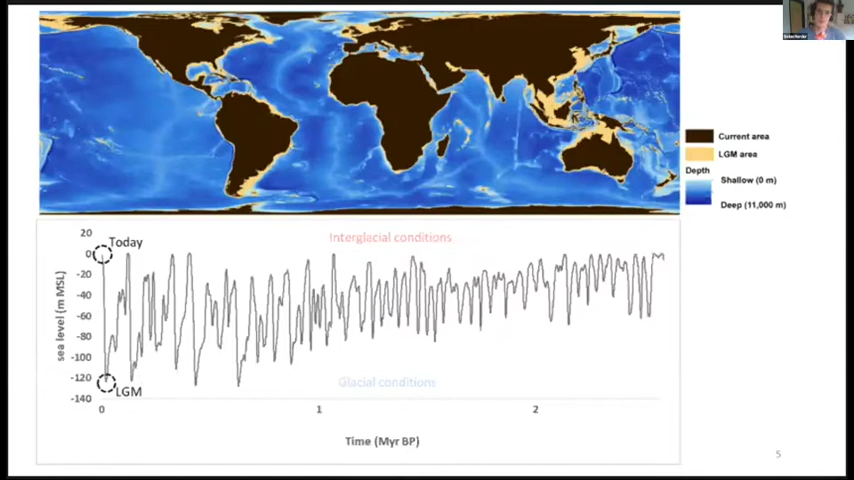 Current area
LGM area
Depth
Shallow (0 m)
Deep (11,000 m)
20
0
-20
-40
-60
-80
-100
-120
-140
sea level (m MSL)
Today
Interglacial conditions
Glacial conditions
LGM
0
1
2
Time (Myr BP)
5